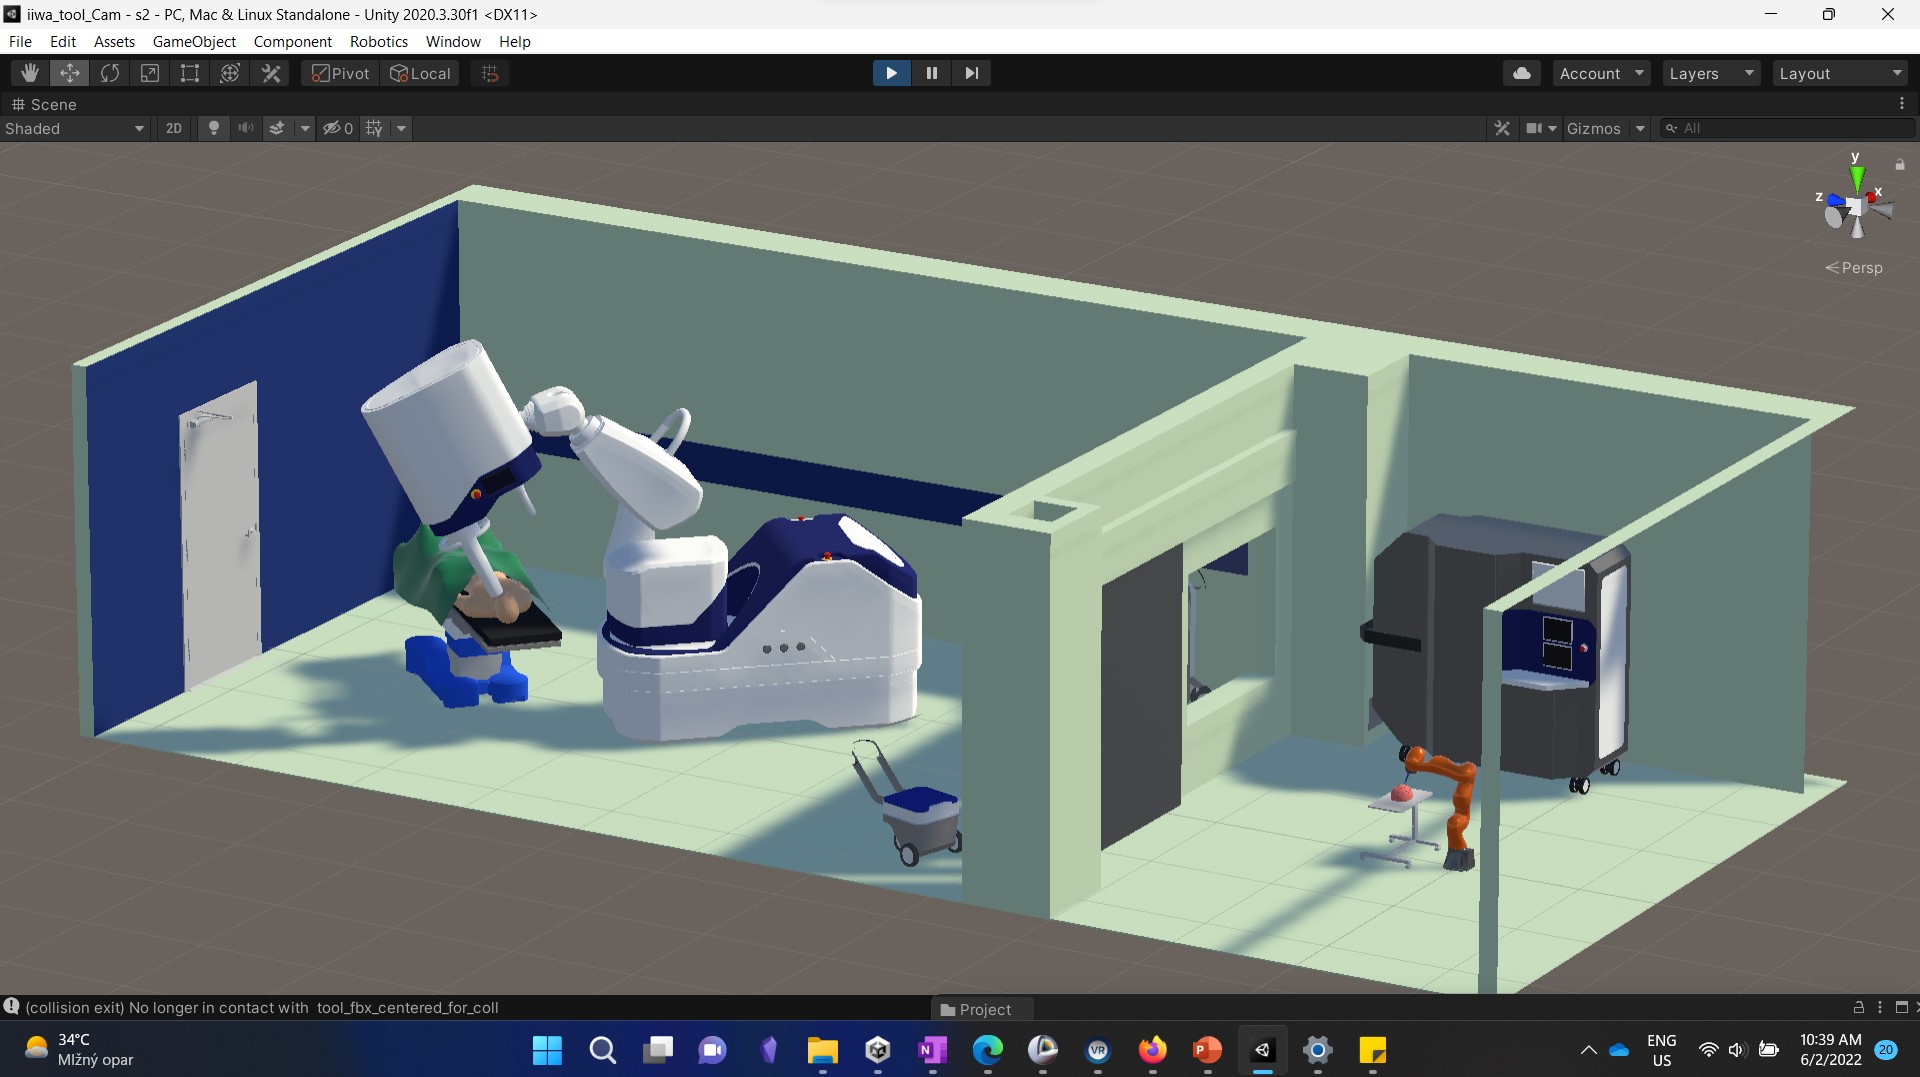 iiwa_tool_Cam - s2 - PC, Mac & Linux Standalone - Unity 2020.3.30f1 <DX11>
File Edit Assets GameObject Component Robotics Window Help
Pivot Local Account Layers Layout
Scene
Shaded 2D 0 Gizmos All
y
x
z
Persp
(collision exit) No longer in contact with tool_fbx_centered_for_coll
Project
34°C
Mlžný opar
N
VR
P
ENG
US
10:39 AM
6/2/2022
20